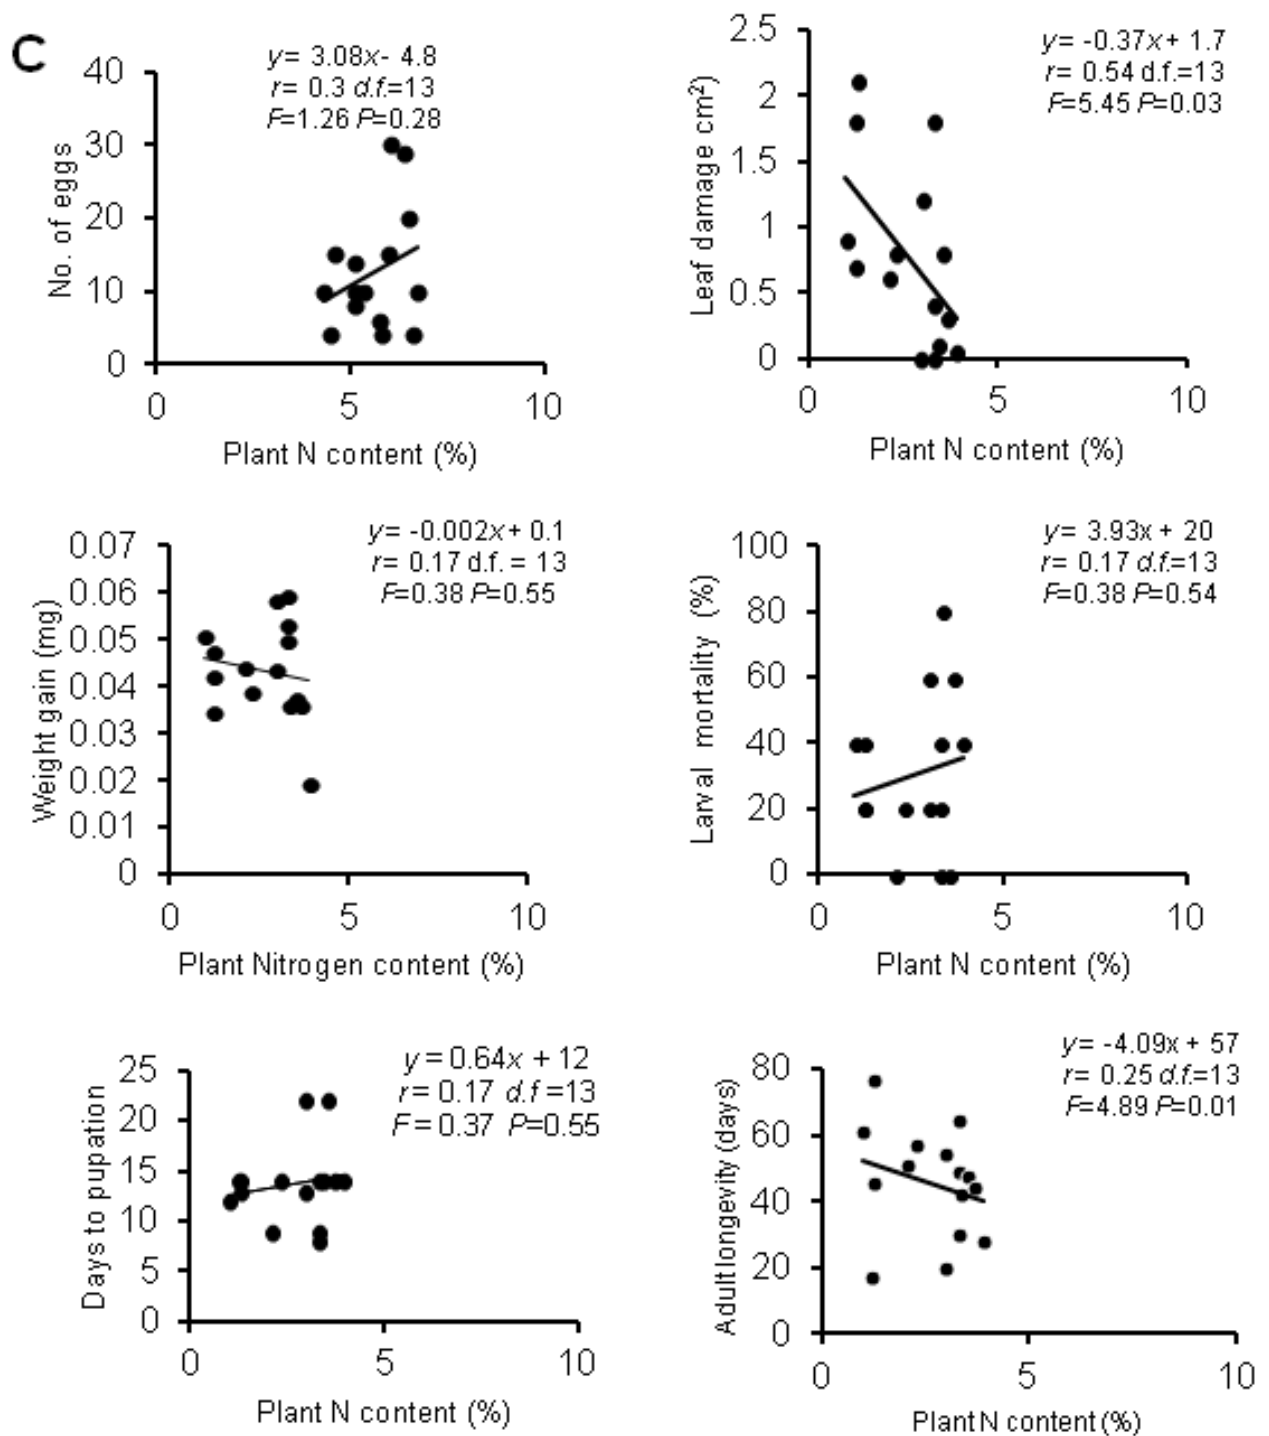 C
y= 3.08x- 4.8
r= 0.3 d.f.=13
F=1.26 P=0.28
40
30
20
10
0
No. of eggs
0 5 10
Plant N content (%)
y= -0.37x+ 1.7
r= 0.54 d.f.=13
F=5.45 P=0.03
2.5
2
1.5
1
0.5
0
Leaf damage cm²)
0 5 10
Plant N content (%)
y= -0.002x+ 0.1
r= 0.17 d.f. = 13
F=0.38 P=0.55
0.07
0.06
0.05
0.04
0.03
0.02
0.01
0
Weight gain (mg)
0 5 10
Plant Nitrogen content (%)
y= 3.93x + 20
r= 0.17 d.f.=13
F=0.38 P=0.54
100
80
60
40
20
0
Larval mortality (%)
0 5 10
Plant N content (%)
y = 0.64x + 12
r= 0.17 d.f =13
F = 0.37 P=0.55
25
20
15
10
5
0
Days to pupation
0 5 10
Plant N content (%)
y= -4.09x + 57
r= 0.25 d.f.=13
F=4.89 P=0.01
80
60
40
20
0
Adult longevity (days)
0 5 10
Plant N content (%)